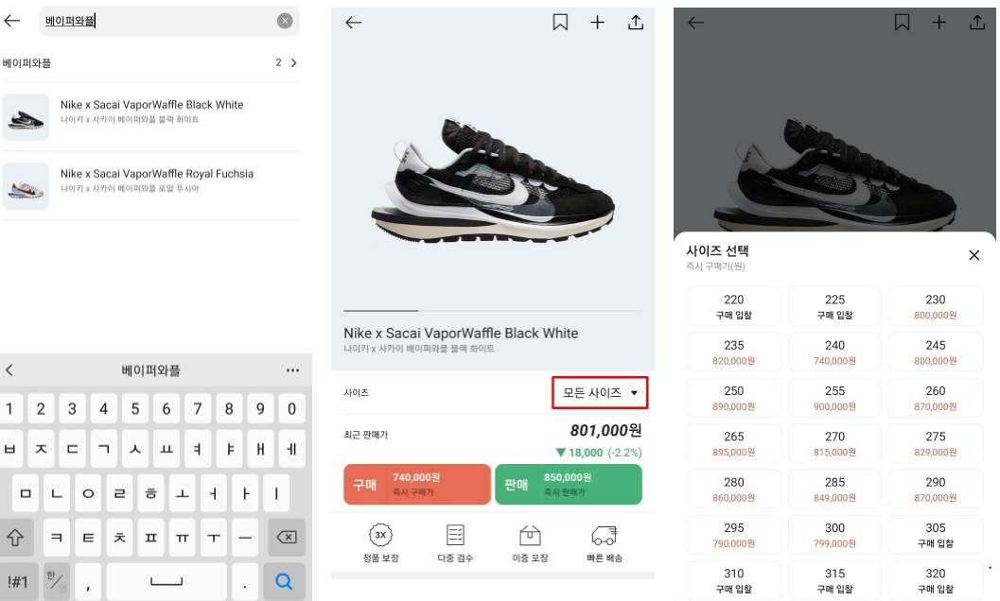 베이퍼와플
베이퍼와플 2
Nike x Sacai VaporWaffle Black White
나이키 x 사카이 베이퍼와플 블랙 화이트
Nike x Sacai VaporWaffle Royal Fuchsia
나이키 x 사카이 베이퍼와플 로얄 푸시아
베이퍼와플
1 2 3 4 5 6 7 8 9 0
ㅂ ㅈ ㄷ ㄱ ㅅ ㅛ ㅕ ㅑ ㅐ ㅔ
ㅁ ㄴ ㅇ ㄹ ㅎ ㅗ ㅓ ㅏ ㅣ
ㅋ ㅌ ㅊ ㅍ ㅠ ㅜ ㅡ
!#1 한/영 , .
Nike x Sacai VaporWaffle Black White
나이키 x 사카이 베이퍼와플 블랙 화이트
사이즈 모든 사이즈 ▼
최근 판매가 801,000원
▼ 18,000 (-2.2%)
구매 740,000원 즉시 구매가
판매 850,000원 즉시 판매가
3X
정품 보장 다중 검수 이중 포장 빠른 배송
사이즈 선택
즉시 구매가(원)
220 225 230
구매 입찰 구매 입찰 800,000원
235 240 245
820,000원 740,000원 800,000원
250 255 260
890,000원 900,000원 870,000원
265 270 275
895,000원 815,000원 829,000원
280 285 290
860,000원 849,000원 870,000원
295 300 305
790,000원 799,000원 구매 입찰
310 315 320
구매 입찰 구매 입찰 구매 입찰